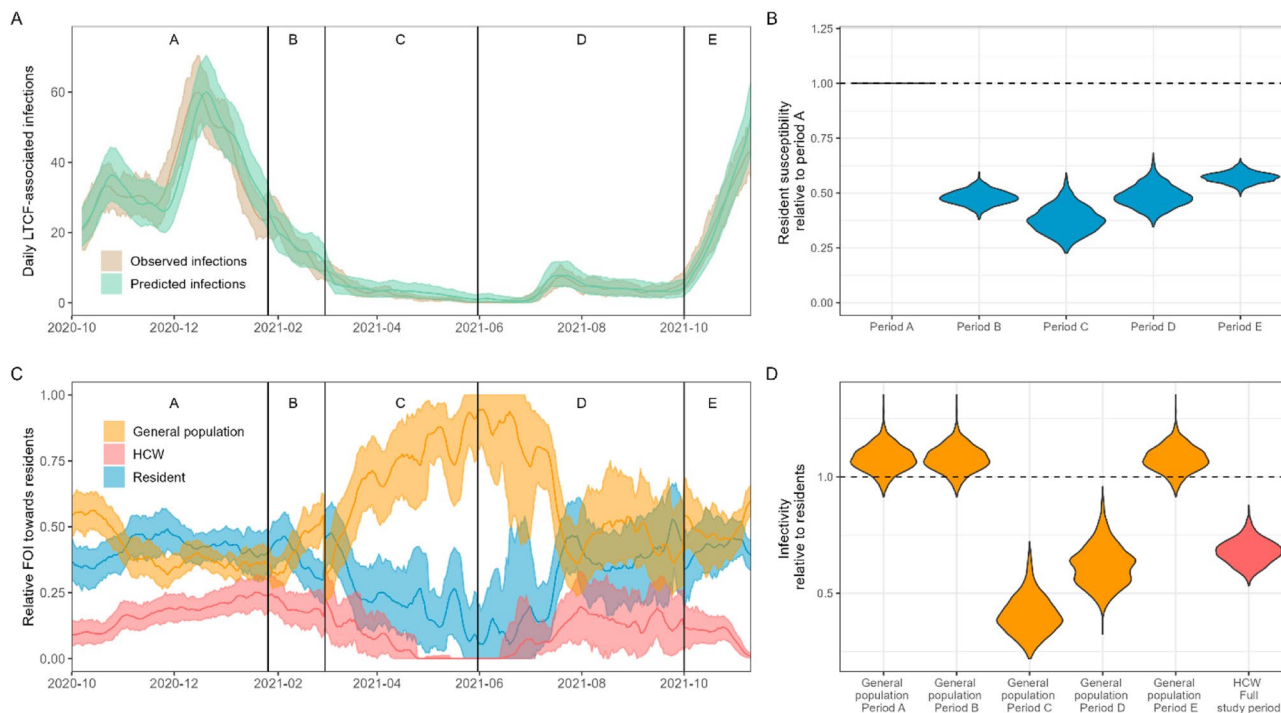 A
A B C D E
Daily LTCF-associated infections
60
40
20
0
Observed infections
Predicted infections
2020-10 2020-12 2021-02 2021-04 2021-06 2021-08 2021-10
B
Resident susceptibility
relative to period A
1.25
1.00
0.75
0.50
0.25
0.00
Period A Period B Period C Period D Period E
C
A B C D E
Relative FOI towards residents
1.00
0.75
0.50
0.25
0.00
General population
HCW
Resident
2020-10 2020-12 2021-02 2021-04 2021-06 2021-08 2021-10
D
Infectivity
relative to residents
1.0
0.5
General population Period A
General population Period B
General population Period C
General population Period D
General population Period E
HCW Full study period